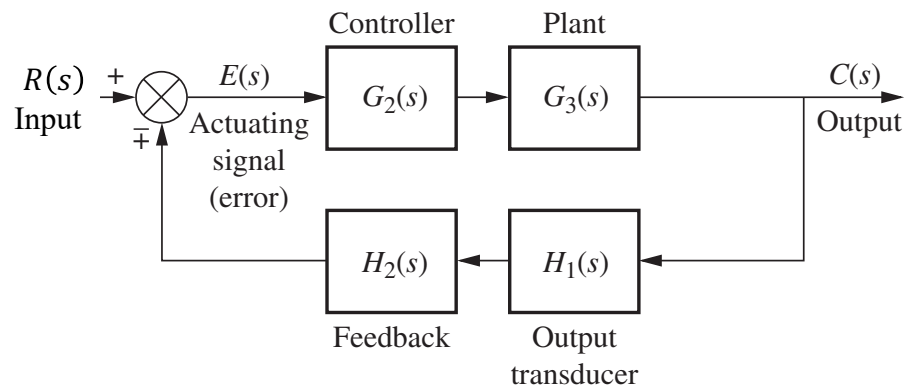 Controller
Plant
R(s)
Input
+
E(s)
G₂(s)
G₃(s)
C(s)
Output
∓
Actuating
signal
(error)
H₂(s)
H₁(s)
Feedback
Output
transducer